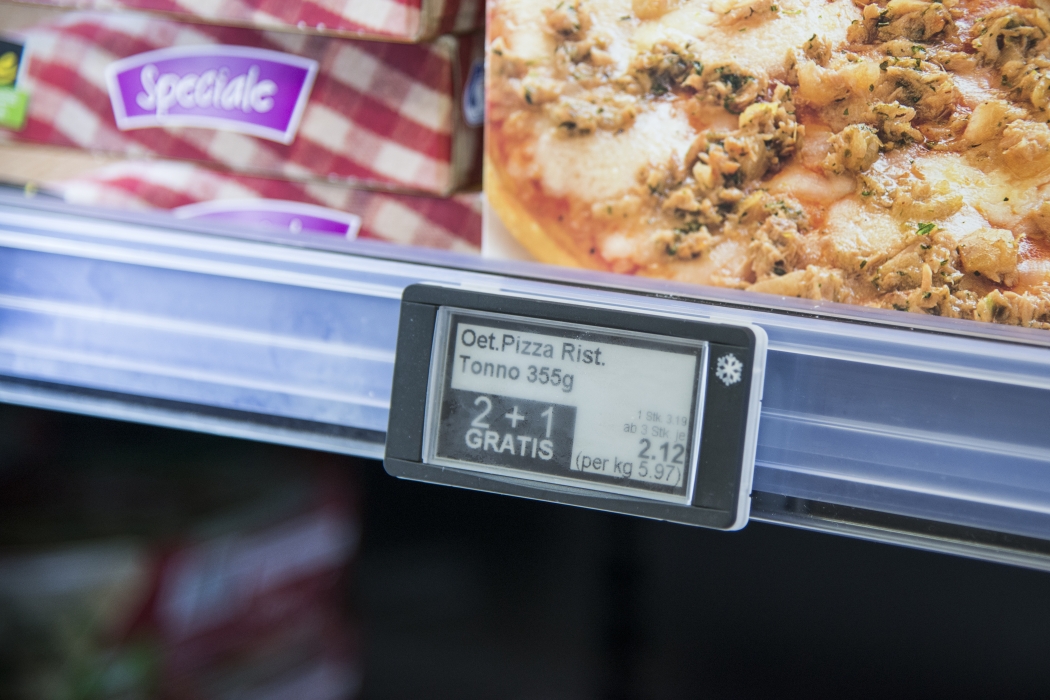 Speciale
Oet.Pizza Rist.
Tonno 355g
2 + 1
GRATIS
1 Stk 3.19
ab 3 Stk je
2.12
(per kg 5.97)